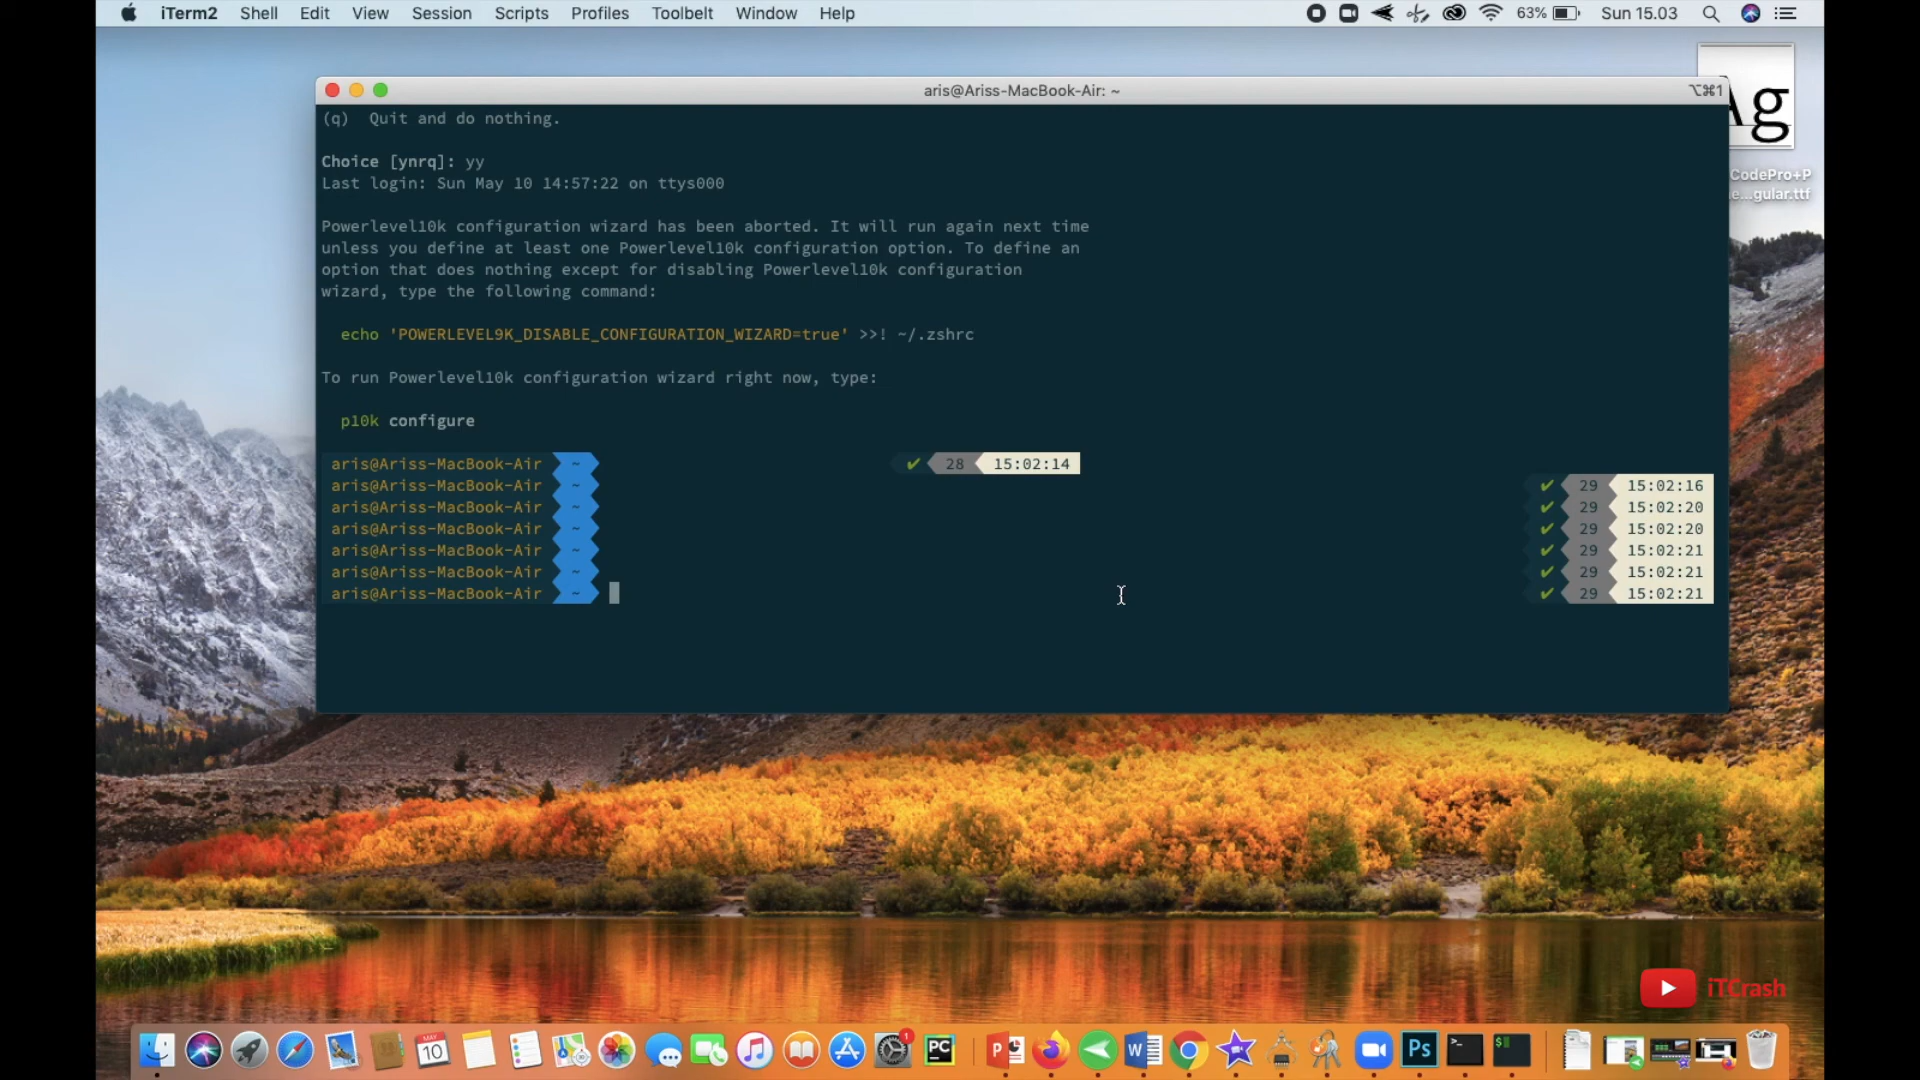 iTerm2 Shell Edit View Session Scripts Profiles Toolbelt Window Help 63% Sun 15.03
aris@Ariss-MacBook-Air: ~ ⌥⌘1
(q) Quit and do nothing.
Choice [ynrq]: yy
Last login: Sun May 10 14:57:22 on ttys000
Powerlevel10k configuration wizard has been aborted. It will run again next time
unless you define at least one Powerlevel10k configuration option. To define an
option that does nothing except for disabling Powerlevel10k configuration
wizard, type the following command:
echo 'POWERLEVEL9K_DISABLE_CONFIGURATION_WIZARD=true' >>! ~/.zshrc
To run Powerlevel10k configuration wizard right now, type:
p10k configure
aris@Ariss-MacBook-Air ~ ✔ 28 15:02:14
aris@Ariss-MacBook-Air ~ ✔ 29 15:02:16
aris@Ariss-MacBook-Air ~ ✔ 29 15:02:20
aris@Ariss-MacBook-Air ~ ✔ 29 15:02:20
aris@Ariss-MacBook-Air ~ ✔ 29 15:02:21
aris@Ariss-MacBook-Air ~ ✔ 29 15:02:21
aris@Ariss-MacBook-Air ~ ✔ 29 15:02:21
Ag
CodePro+P
e...gular.ttf
iTCrash
MAY
10
1
PC
P
W
Ps
>_
$